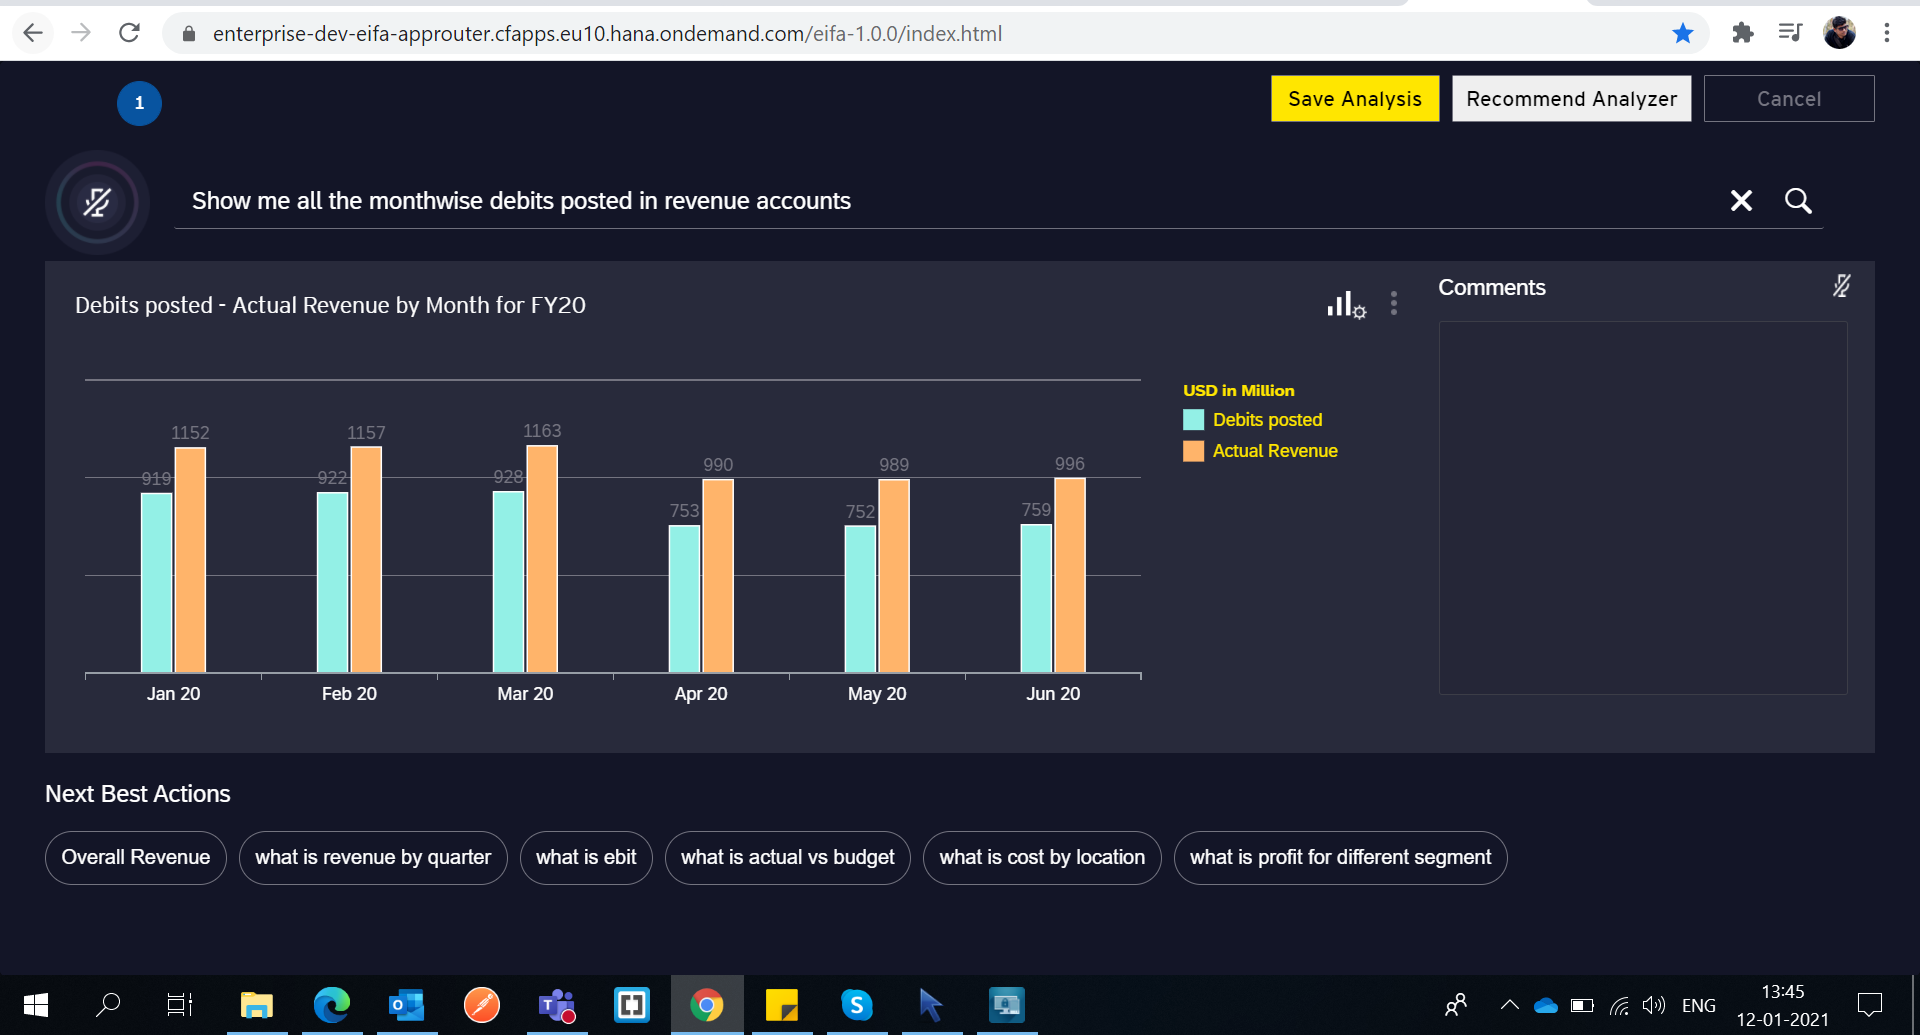 enterprise-dev-eifa-approuter.cfapps.eu10.hana.ondemand.com/eifa-1.0.0/index.html
1
Save Analysis
Recommend Analyzer
Cancel
Show me all the monthwise debits posted in revenue accounts
Debits posted - Actual Revenue by Month for FY20
Comments
USD in Million
Debits posted
Actual Revenue
919 1152 922 1157 928 1163 753 990 752 989 759 996
Jan 20 Feb 20 Mar 20 Apr 20 May 20 Jun 20
Next Best Actions
Overall Revenue
what is revenue by quarter
what is ebit
what is actual vs budget
what is cost by location
what is profit for different segment
ENG
13:45
12-01-2021